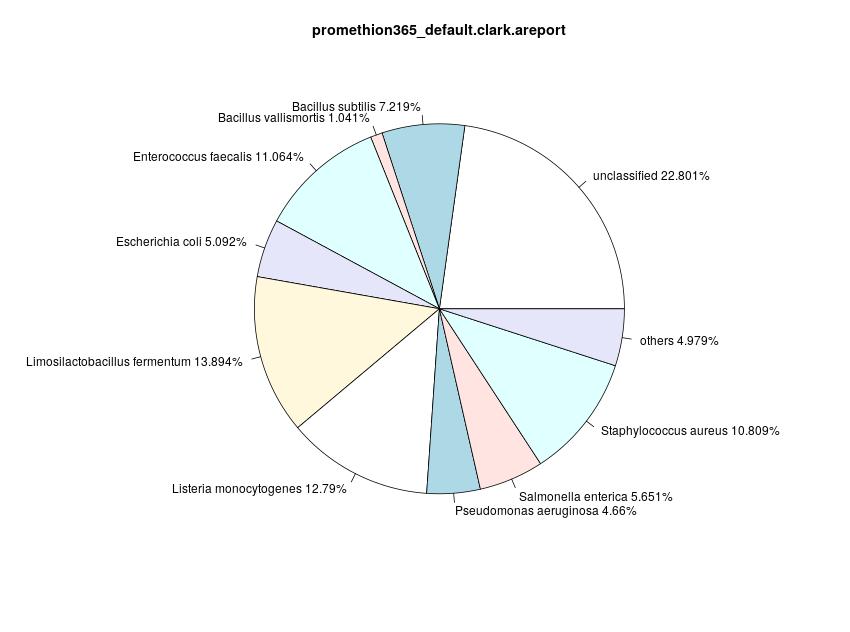 promethion365_default.clark.areport
Bacillus subtilis 7.219%
Bacillus vallismortis 1.041%
Enterococcus faecalis 11.064%
unclassified 22.801%
Escherichia coli 5.092%
others 4.979%
Limosilactobacillus fermentum 13.894%
Staphylococcus aureus 10.809%
Listeria monocytogenes 12.79%
Salmonella enterica 5.651%
Pseudomonas aeruginosa 4.66%